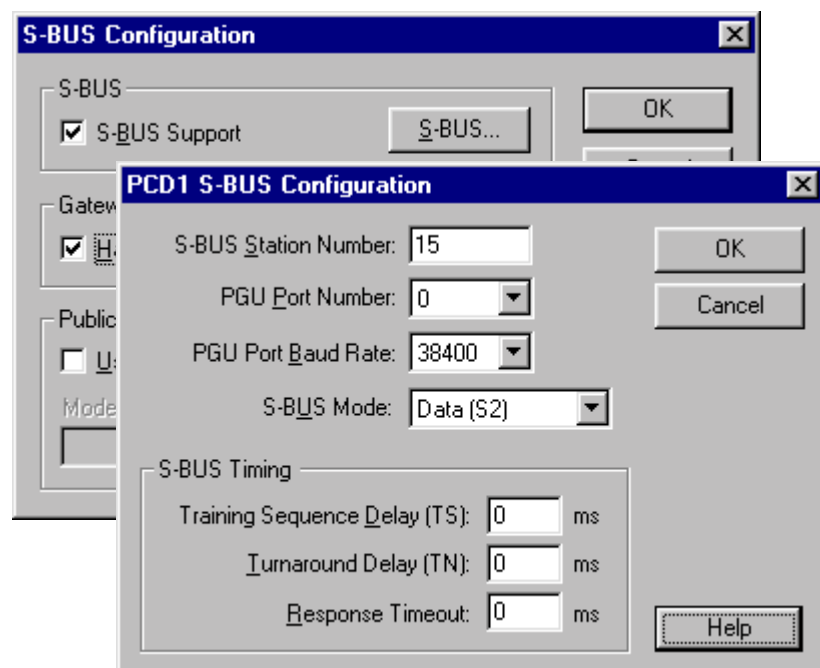 S-BUS Configuration
S-BUS
S-BUS Support
S-BUS...
OK
PCD1 S-BUS Configuration
S-BUS Station Number: 15
OK
PGU Port Number: 0
Cancel
PGU Port Baud Rate: 38400
S-BUS Mode: Data (S2)
S-BUS Timing
Training Sequence Delay (TS): 0 ms
Turnaround Delay (TN): 0 ms
Response Timeout: 0 ms
Help